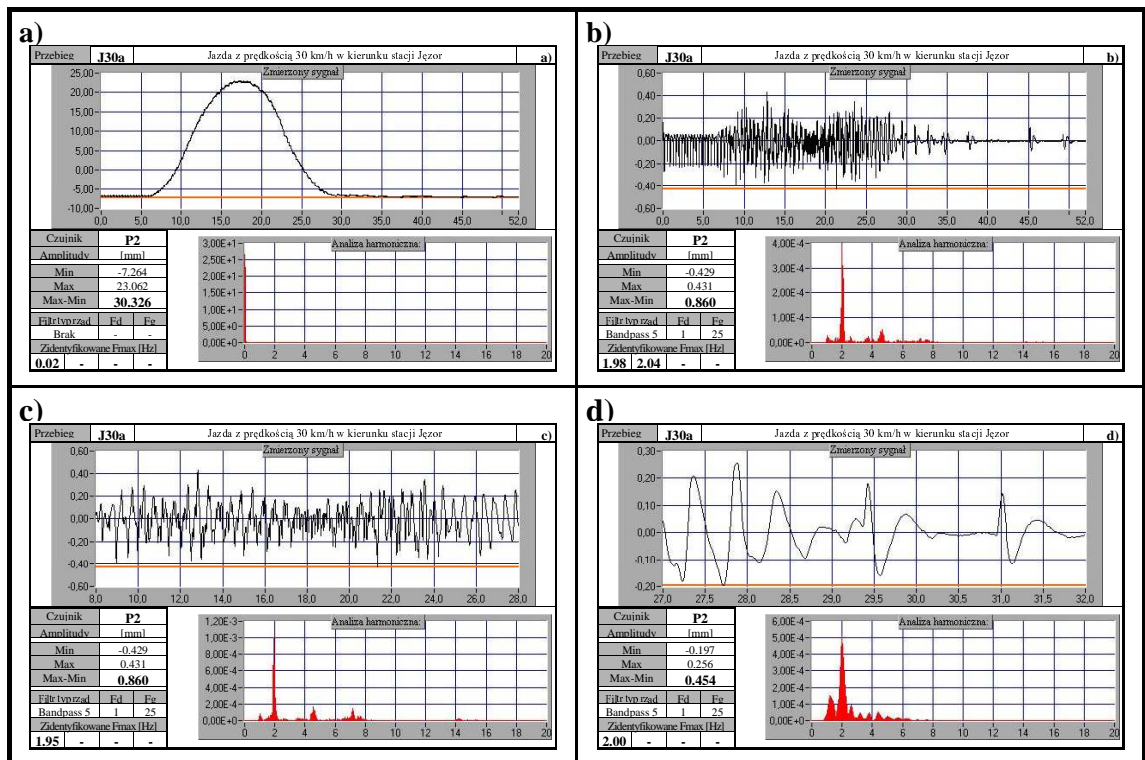 a)
Przebieg J30a Jazda z prędkością 30 km/h w kierunku stacji Jęzor a)
Zmierzony sygnał
25,00
20,00
15,00
10,00
5,00
0,00
-5,00
-10,00
0,0 5,0 10,0 15,0 20,0 25,0 30,0 35,0 40,0 45,0 52,0
Czujnik P2
Amplitudy [mm]
Min -7.264
Max 23.062
Max-Min 30.326
Filtr typ rząd Fd Fg
Brak - -
Zidentyfikowane Fmax [Hz]
0.02 - - -
Analiza harmoniczna:
3,00E+1
2,50E+1
2,00E+1
1,50E+1
1,00E+1
5,00E+0
0,00E+0
0 2 4 6 8 10 12 14 16 18 20
b)
Przebieg J30a Jazda z prędkością 30 km/h w kierunku stacji Jęzor b)
Zmierzony sygnał
0,60
0,40
0,20
0,00
-0,20
-0,40
-0,60
0,0 5,0 10,0 15,0 20,0 25,0 30,0 35,0 40,0 45,0 52,0
Czujnik P2
Amplitudy [mm]
Min -0.429
Max 0.431
Max-Min 0.860
Filtr typ rząd Fd Fg
Bandpass 5 1 25
Zidentyfikowane Fmax [Hz]
1.98 2.04 - -
Analiza harmoniczna:
4,00E-4
3,00E-4
2,00E-4
1,00E-4
0,00E+0
0 2 4 6 8 10 12 14 16 18 20
c)
Przebieg J30a Jazda z prędkością 30 km/h w kierunku stacji Jęzor c)
Zmierzony sygnał
0,60
0,40
0,20
0,00
-0,20
-0,40
-0,60
8,0 10,0 12,0 14,0 16,0 18,0 20,0 22,0 24,0 26,0 28,0
Czujnik P2
Amplitudy [mm]
Min -0.429
Max 0.431
Max-Min 0.860
Filtr typ rząd Fd Fg
Bandpass 5 1 25
Zidentyfikowane Fmax [Hz]
1.95 - - -
Analiza harmoniczna:
1,20E-3
1,00E-3
8,00E-4
6,00E-4
4,00E-4
2,00E-4
0,00E+0
0 2 4 6 8 10 12 14 16 18 20
d)
Przebieg J30a Jazda z prędkością 30 km/h w kierunku stacji Jęzor d)
Zmierzony sygnał
0,30
0,20
0,10
0,00
-0,10
-0,20
27,0 27,5 28,0 28,5 29,0 29,5 30,0 30,5 31,0 31,5 32,0
Czujnik P2
Amplitudy [mm]
Min -0.197
Max 0.256
Max-Min 0.454
Filtr typ rząd Fd Fg
Bandpass 5 1 25
Zidentyfikowane Fmax [Hz]
2.00 - - -
Analiza harmoniczna:
6,00E-4
5,00E-4
4,00E-4
3,00E-4
2,00E-4
1,00E-4
0,00E+0
0 2 4 6 8 10 12 14 16 18 20